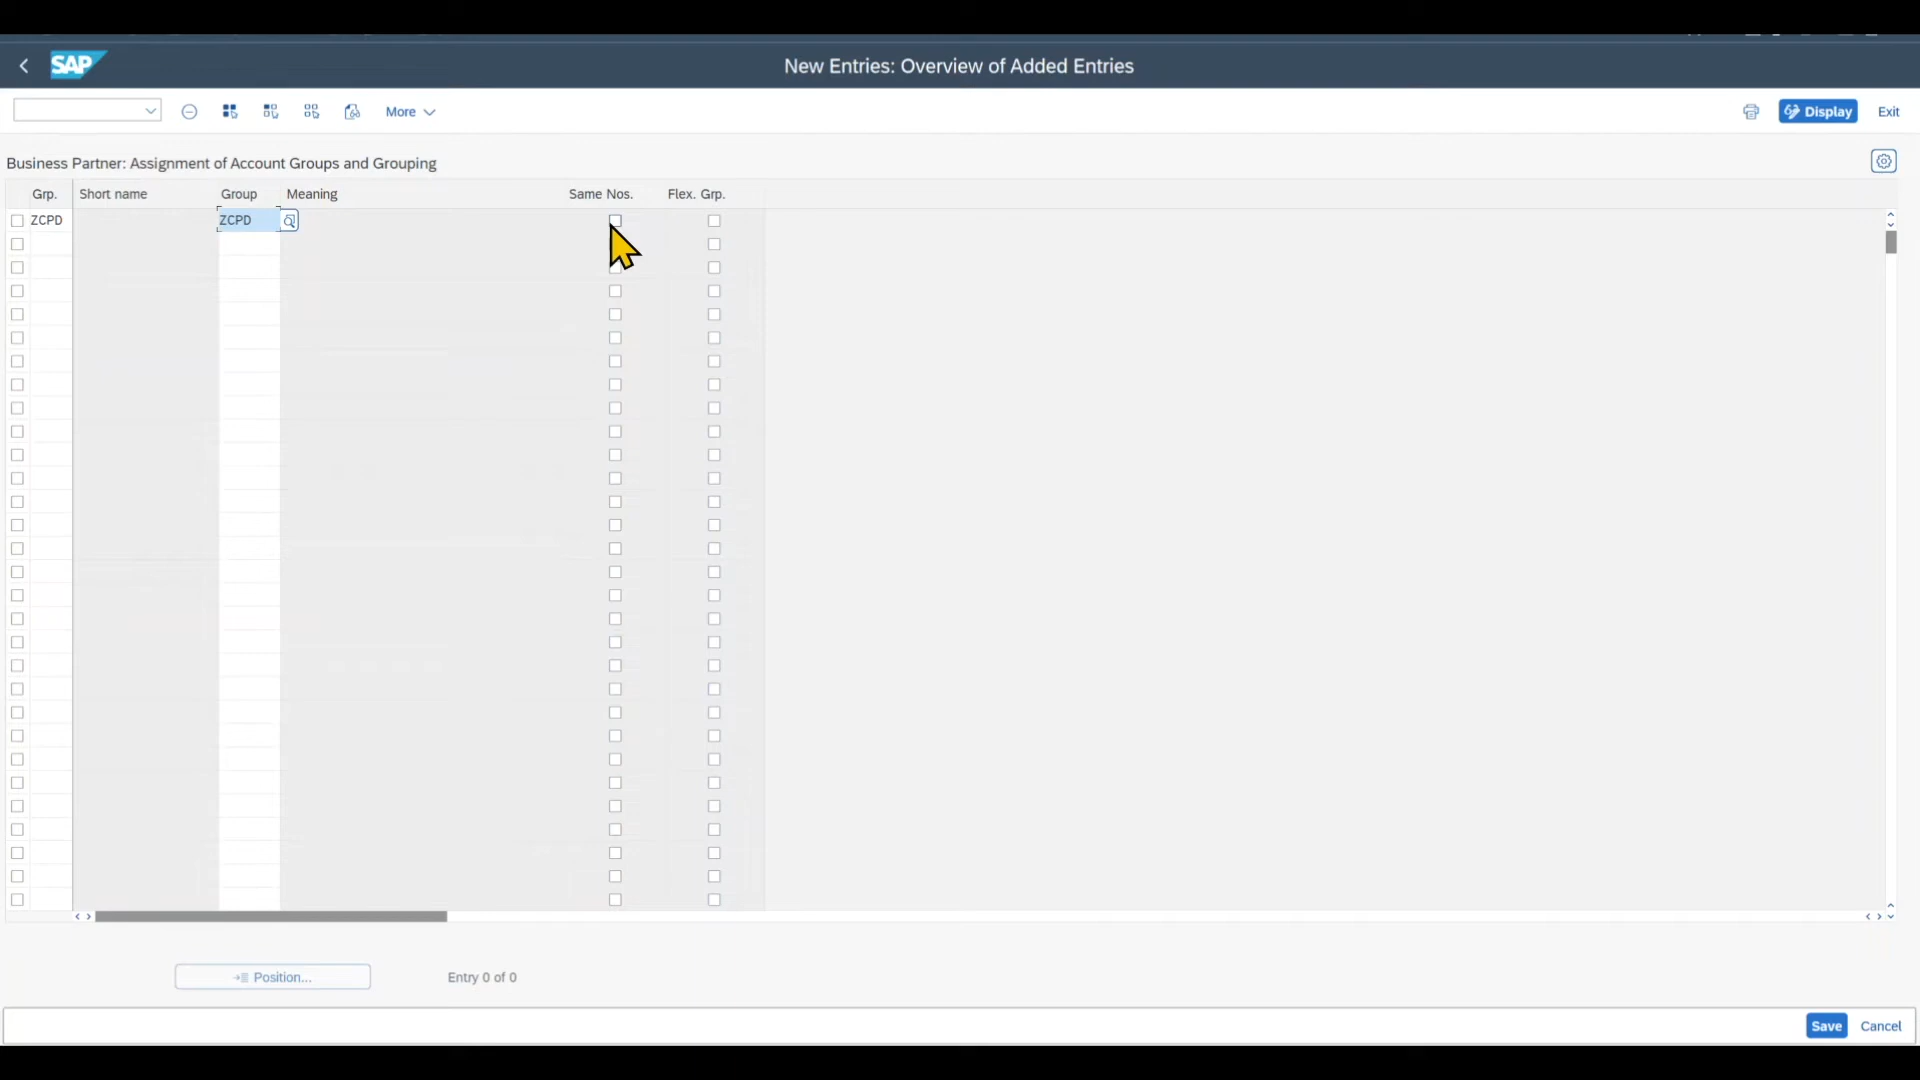 SAP
New Entries: Overview of Added Entries
More
Display
Exit
Business Partner: Assignment of Account Groups and Grouping
Grp. Short name Group Meaning Same Nos. Flex. Grp.
ZCPD ZCPD
Position... Entry 0 of 0
Save Cancel